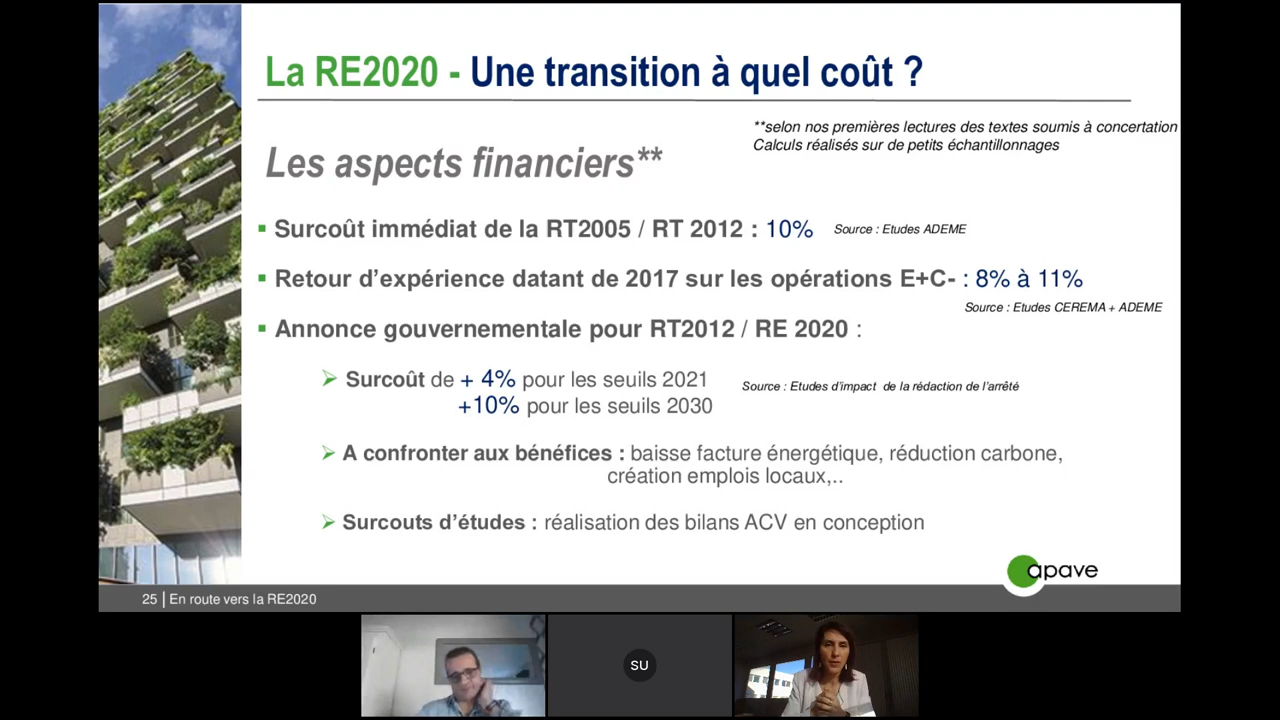 La RE2020 - Une transition à quel coût ?
**selon nos premières lectures des textes soumis à concertation
Calculs réalisés sur de petits échantillonnages
Les aspects financiers**
▪ Surcoût immédiat de la RT2005 / RT 2012 : 10% Source : Etudes ADEME
▪ Retour d’expérience datant de 2017 sur les opérations E+C- : 8% à 11%
Source : Etudes CEREMA + ADEME
▪ Annonce gouvernementale pour RT2012 / RE 2020 :
➢ Surcoût de + 4% pour les seuils 2021
Source : Etudes d’impact de la rédaction de l’arrêté
+10% pour les seuils 2030
➢ A confronter aux bénéfices : baisse facture énergétique, réduction carbone,
création emplois locaux,..
➢ Surcouts d’études : réalisation des bilans ACV en conception
apave
25 | En route vers la RE2020
SU